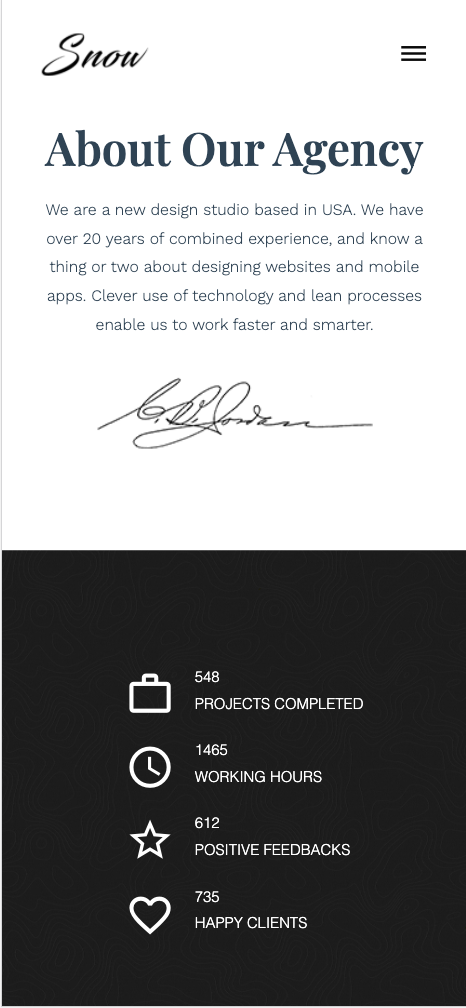 Snow
About Our Agency
We are a new design studio based in USA. We have
over 20 years of combined experience, and know a
thing or two about designing websites and mobile
apps. Clever use of technology and lean processes
enable us to work faster and smarter.
548
PROJECTS COMPLETED
1465
WORKING HOURS
612
POSITIVE FEEDBACKS
735
HAPPY CLIENTS